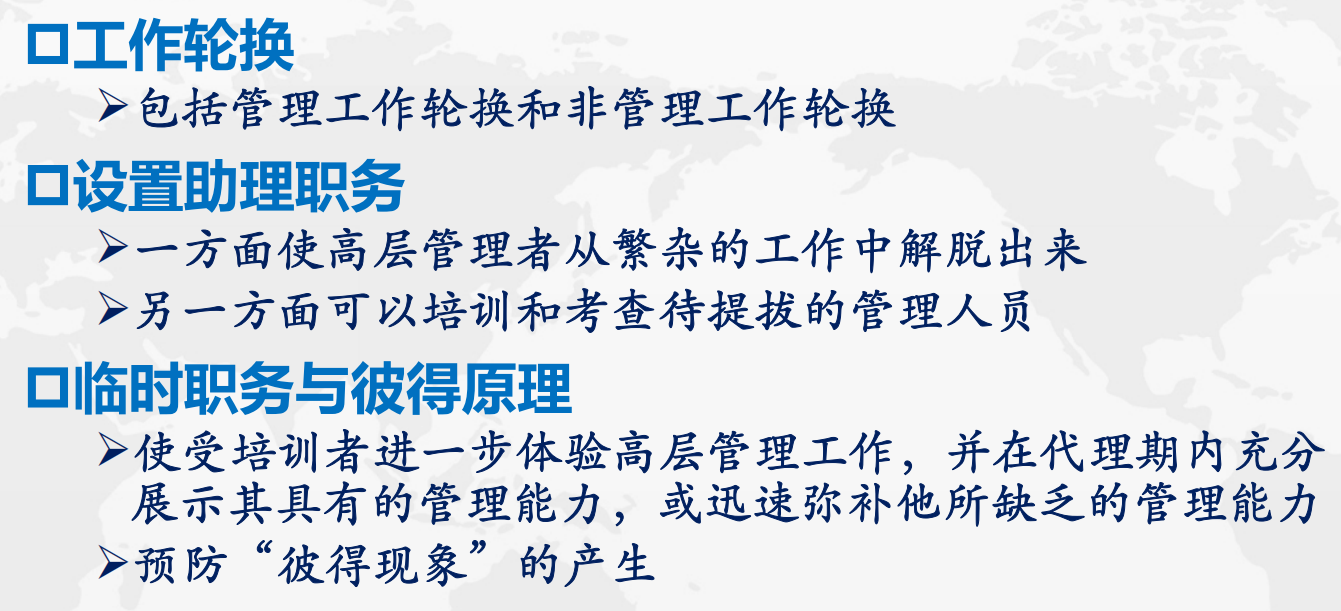 工作轮换
包括管理工作轮换和非管理工作轮换
设置助理职务
一方面使高层管理者从繁杂的工作中解脱出来
另一方面可以培训和考查待提拔的管理人员
临时职务与彼得原理
使受培训者进一步体验高层管理工作，并在代理期内充分
展示其具有的管理能力，或迅速弥补他所缺乏的管理能力
预防“彼得现象”的产生